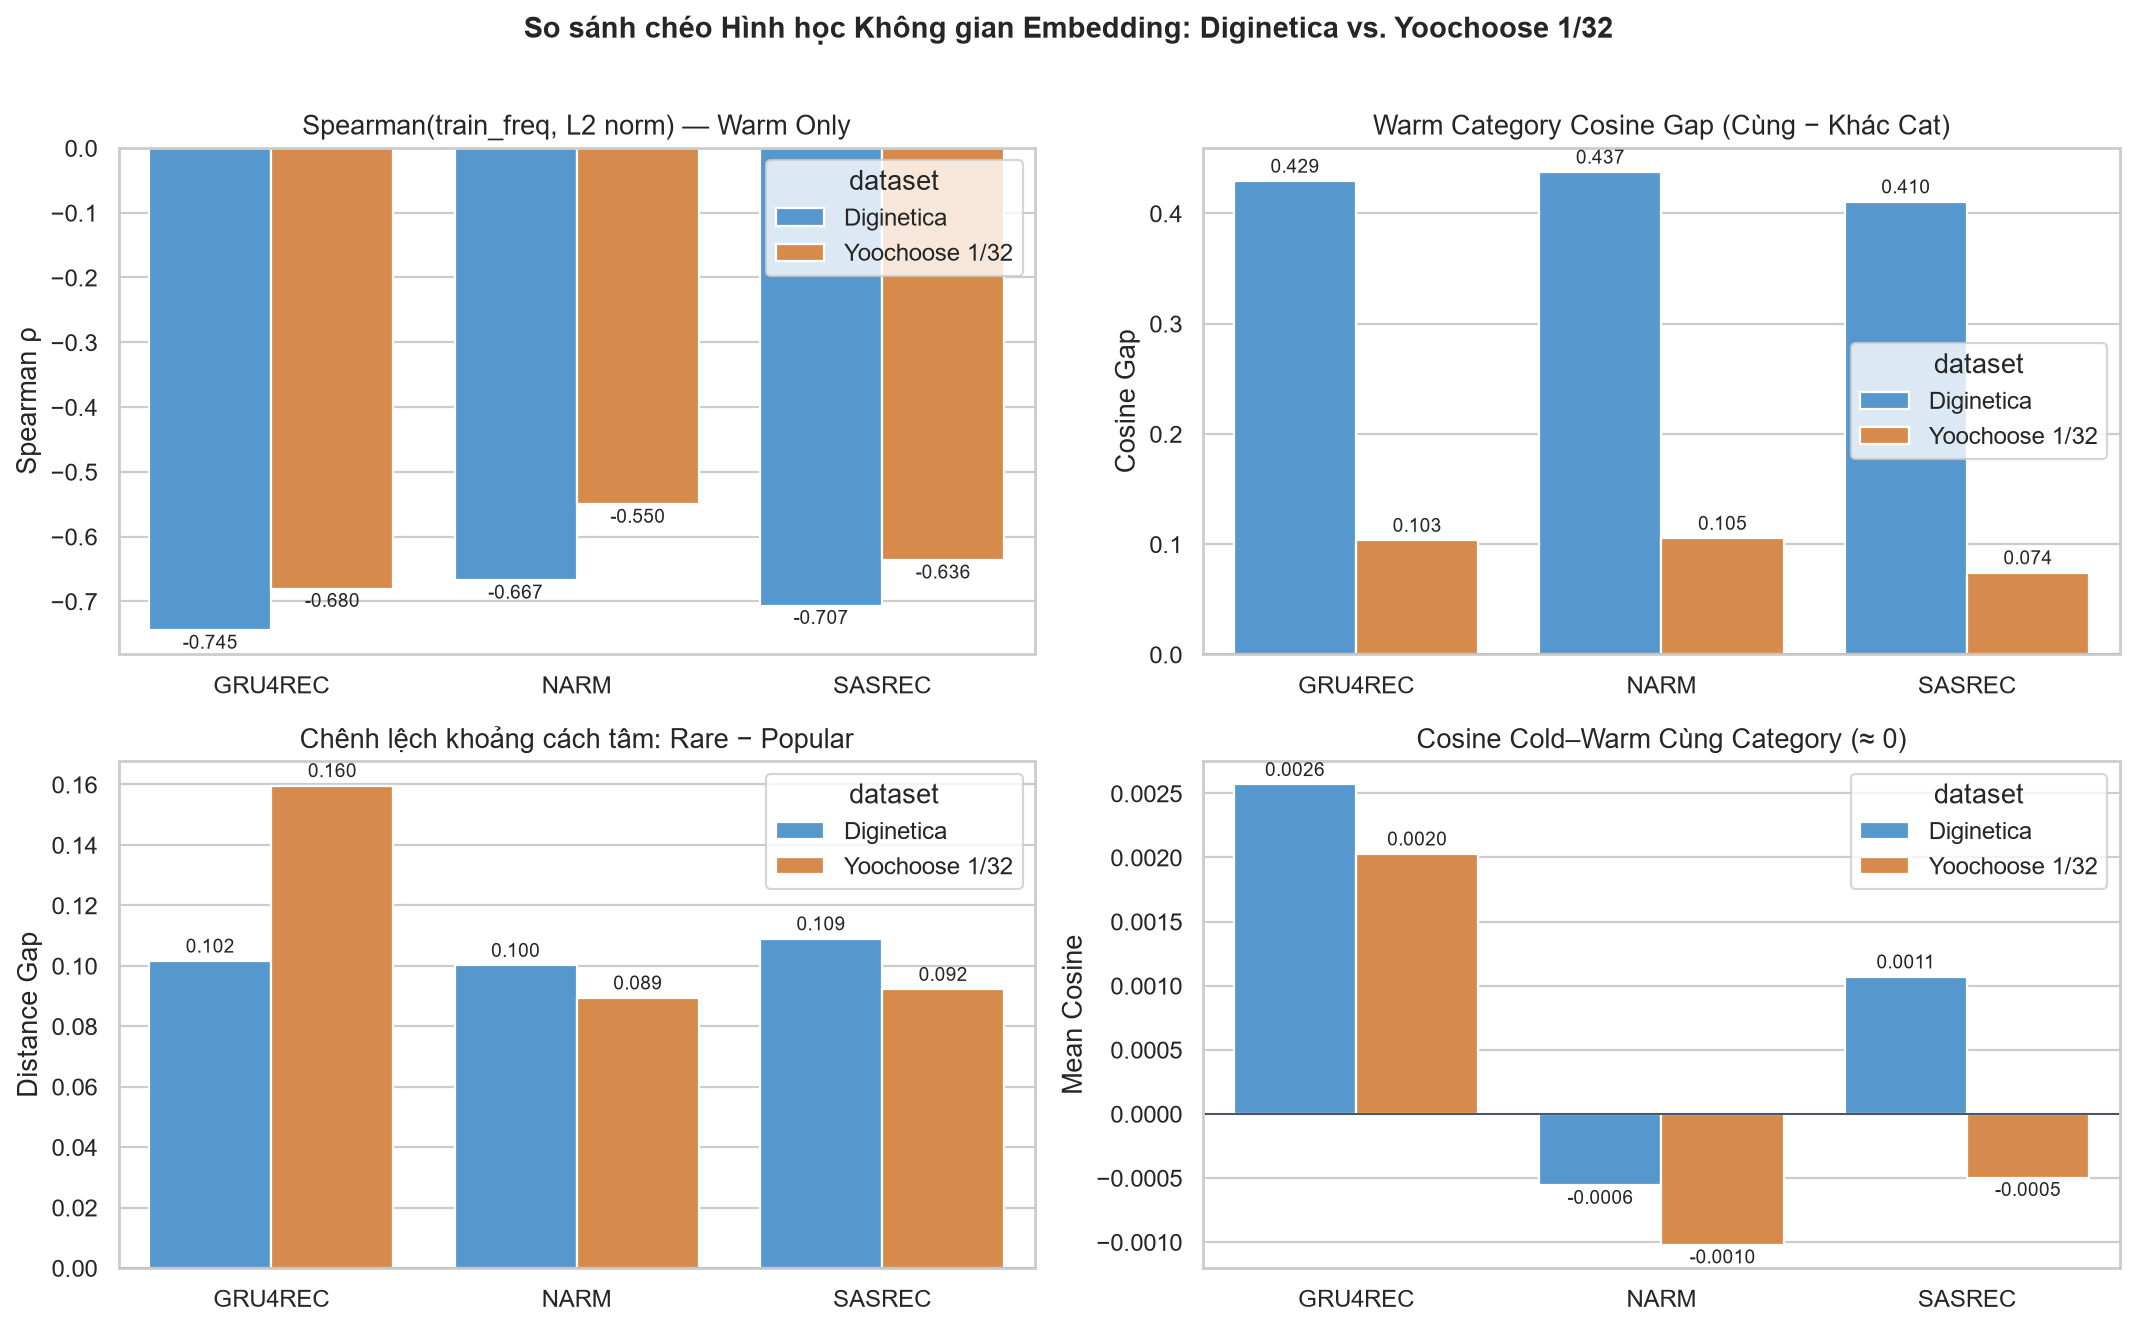 So sánh chéo Hình học Không gian Embedding: Diginetica vs. Yoochoose 1/32
Spearman(train_freq, L2 norm) — Warm Only
Spearman ρ
0.0
−0.1
−0.2
−0.3
−0.4
−0.5
−0.6
−0.7
dataset
Diginetica
Yoochoose 1/32
-0.745
-0.680
-0.667
-0.550
-0.707
-0.636
GRU4REC
NARM
SASREC
Warm Category Cosine Gap (Cùng − Khác Cat)
Cosine Gap
0.4
0.3
0.2
0.1
0.0
0.429
0.103
0.437
0.105
0.410
0.074
dataset
Diginetica
Yoochoose 1/32
GRU4REC
NARM
SASREC
Chênh lệch khoảng cách tâm: Rare − Popular
Distance Gap
0.16
0.14
0.12
0.10
0.08
0.06
0.04
0.02
0.00
0.102
0.160
0.100
0.089
0.109
0.092
dataset
Diginetica
Yoochoose 1/32
GRU4REC
NARM
SASREC
Cosine Cold–Warm Cùng Category (≈ 0)
Mean Cosine
0.0025
0.0020
0.0015
0.0010
0.0005
0.0000
−0.0005
−0.0010
0.0026
0.0020
-0.0006
-0.0010
0.0011
-0.0005
dataset
Diginetica
Yoochoose 1/32
GRU4REC
NARM
SASREC